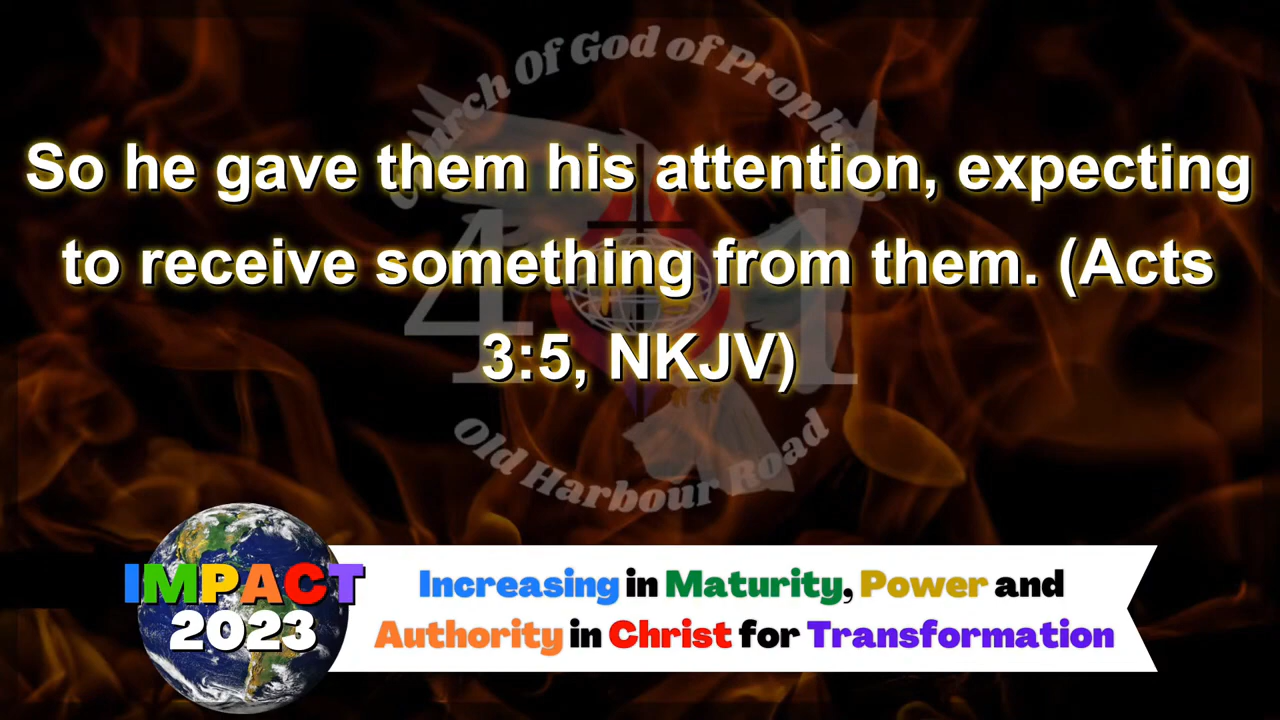 Church Of God of Prophecy
So he gave them his attention, expecting
to receive something from them. (Acts
3:5, NKJV)
41
Old Harbour Road
IMPACT
2023
Increasing in Maturity, Power and
Authority in Christ for Transformation